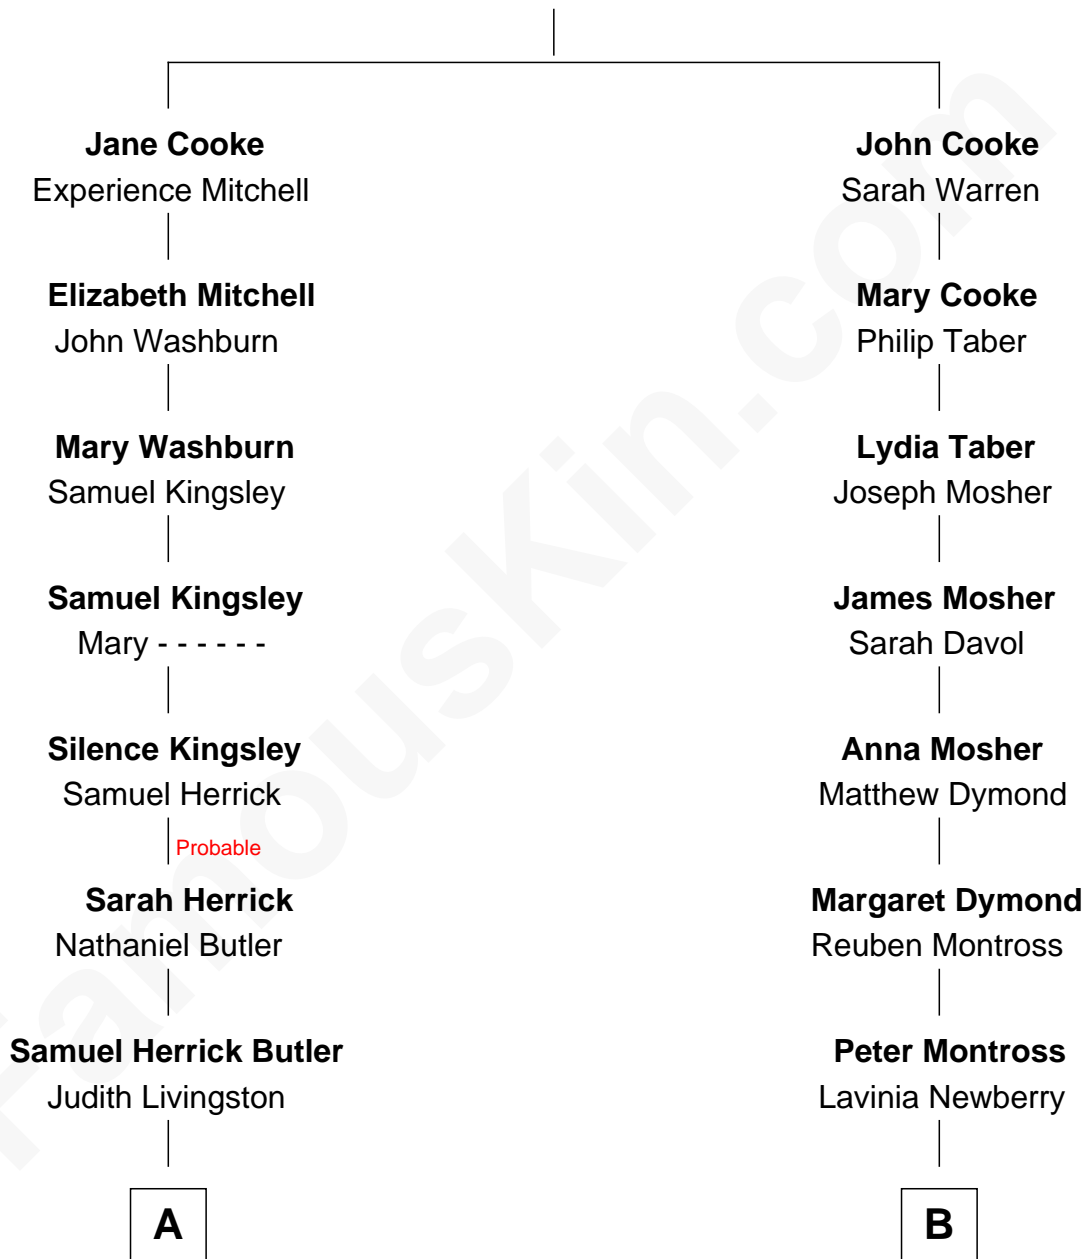 Jane Cooke
Experience Mitchell
Elizabeth Mitchell
John Washburn
Mary Washburn
Samuel Kingsley
Samuel Kingsley
Mary - - - - - -
Silence Kingsley
Samuel Herrick
Probable
Sarah Herrick
Nathaniel Butler
Samuel Herrick Butler
Judith Livingston
A
John Cooke
Sarah Warren
Mary Cooke
Philip Taber
Lydia Taber
Joseph Mosher
James Mosher
Sarah Davol
Anna Mosher
Matthew Dymond
Margaret Dymond
Reuben Montross
Peter Montross
Lavinia Newberry
B
FamousKin.com